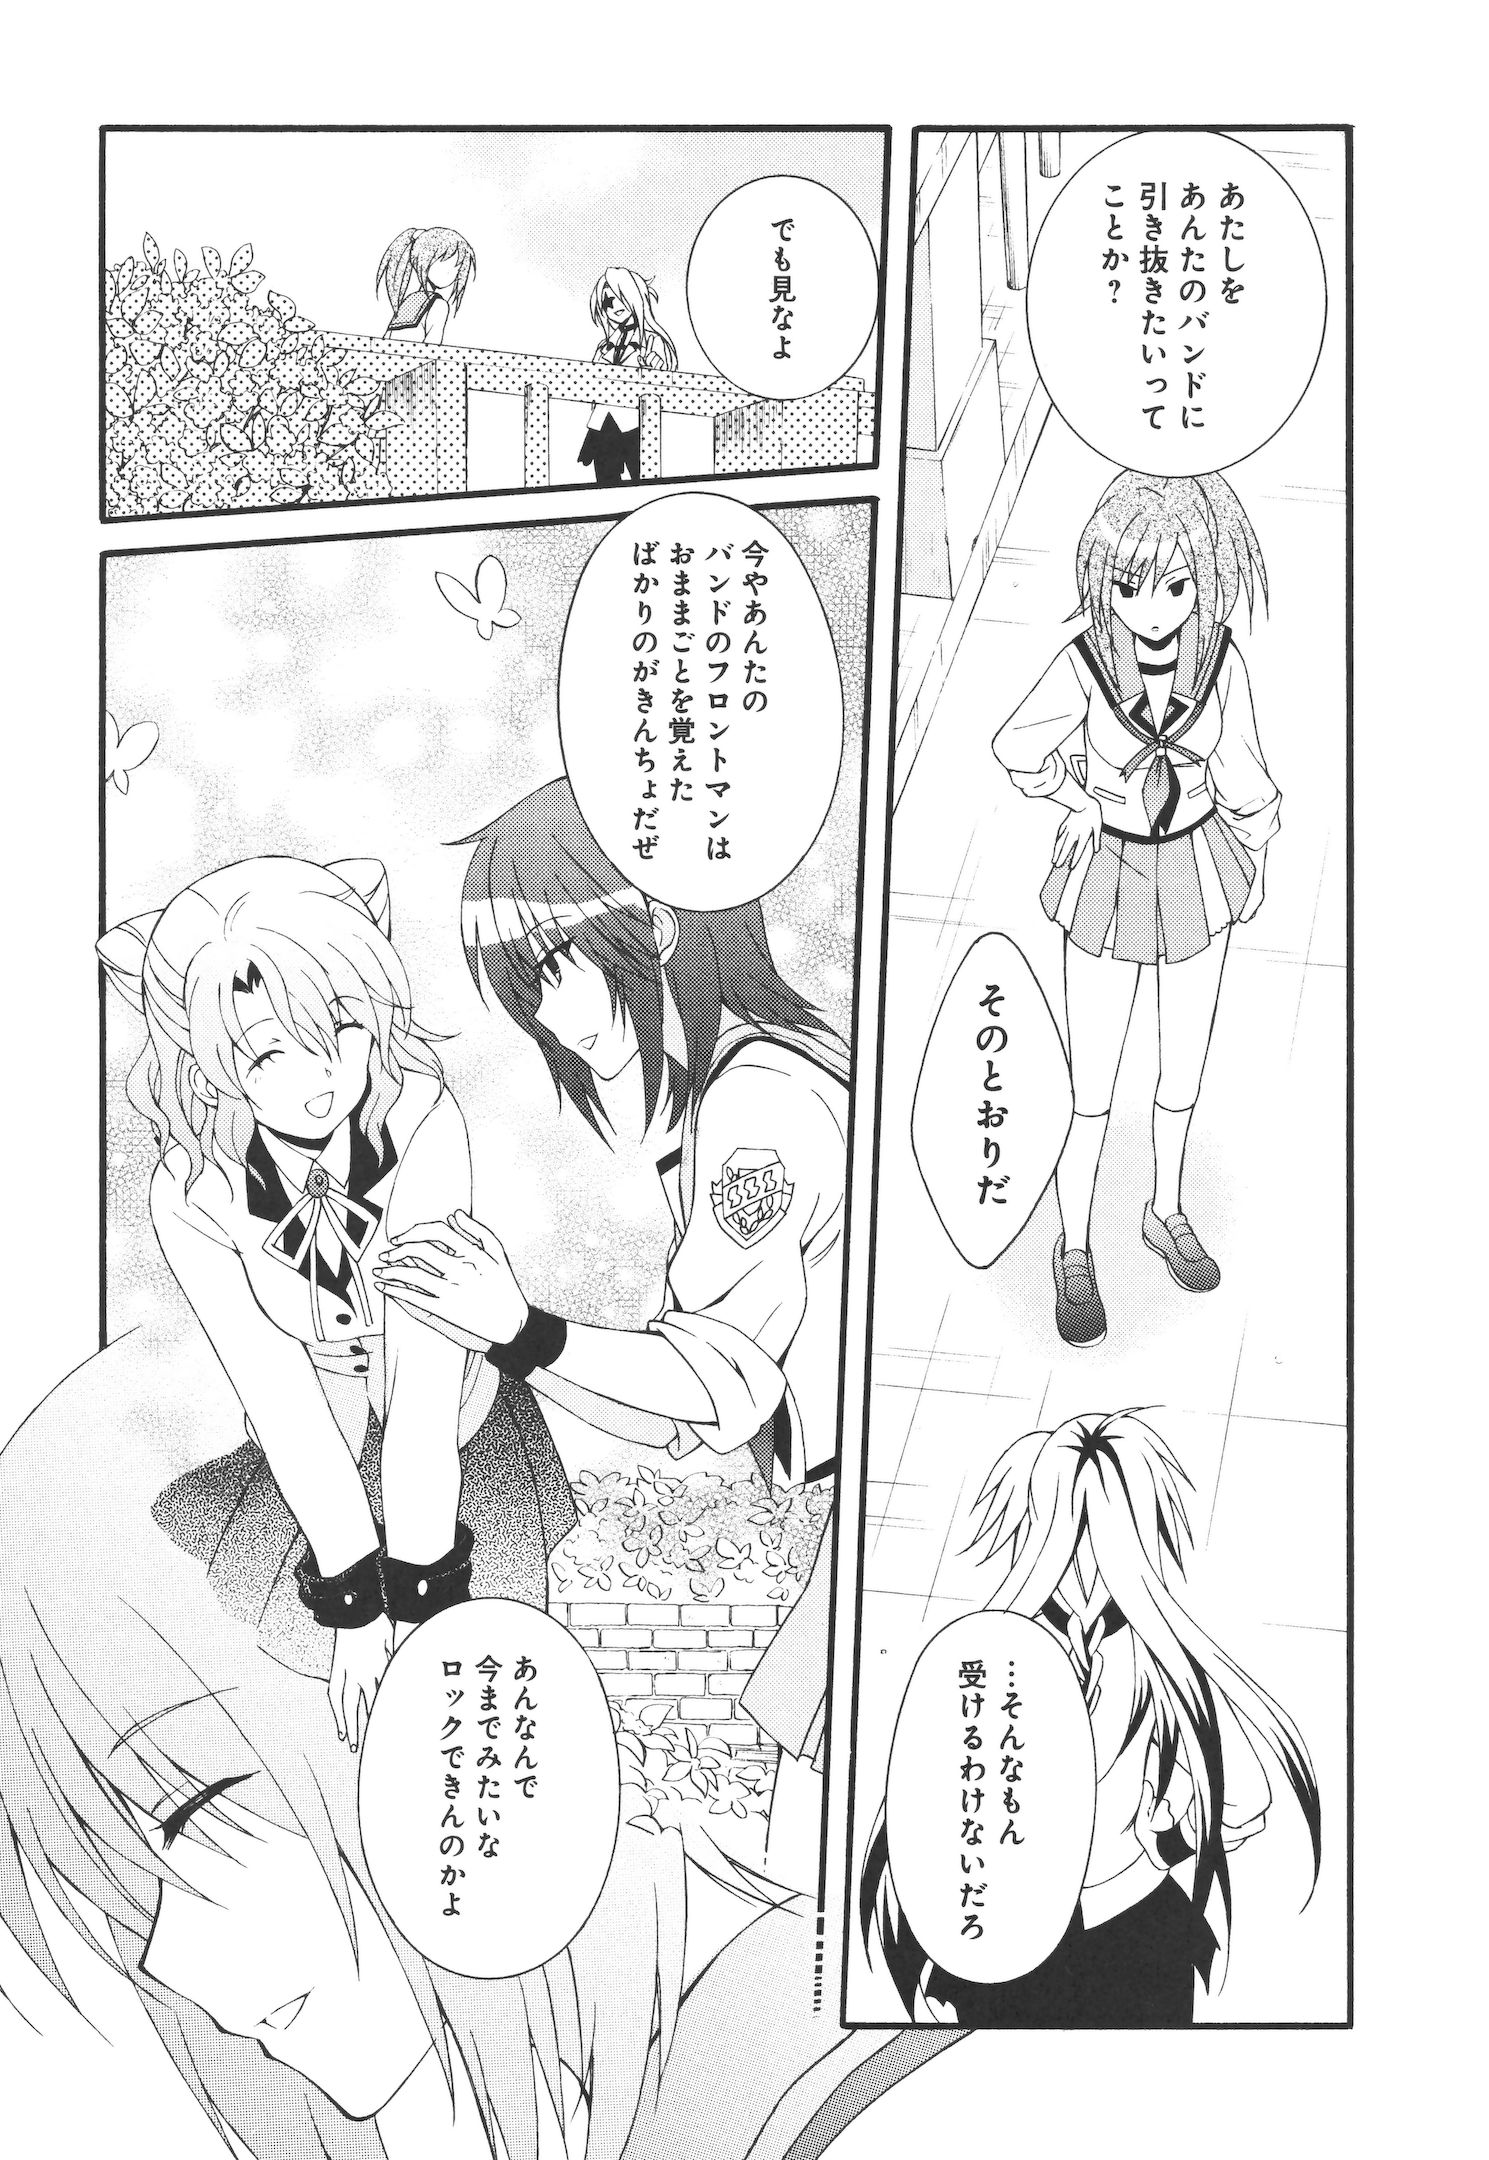 あたしを
あんたのバンドに
引き抜きたいって
ことか?
そのとおりだ
…そんなもん
受けるわけないだろ
でも見なよ
今やあんたの
バンドのフロントマンは
おままごとを覚えた
ばかりのがきんちょだぜ
あんなんで
今までみたいな
ロックできんのかよ